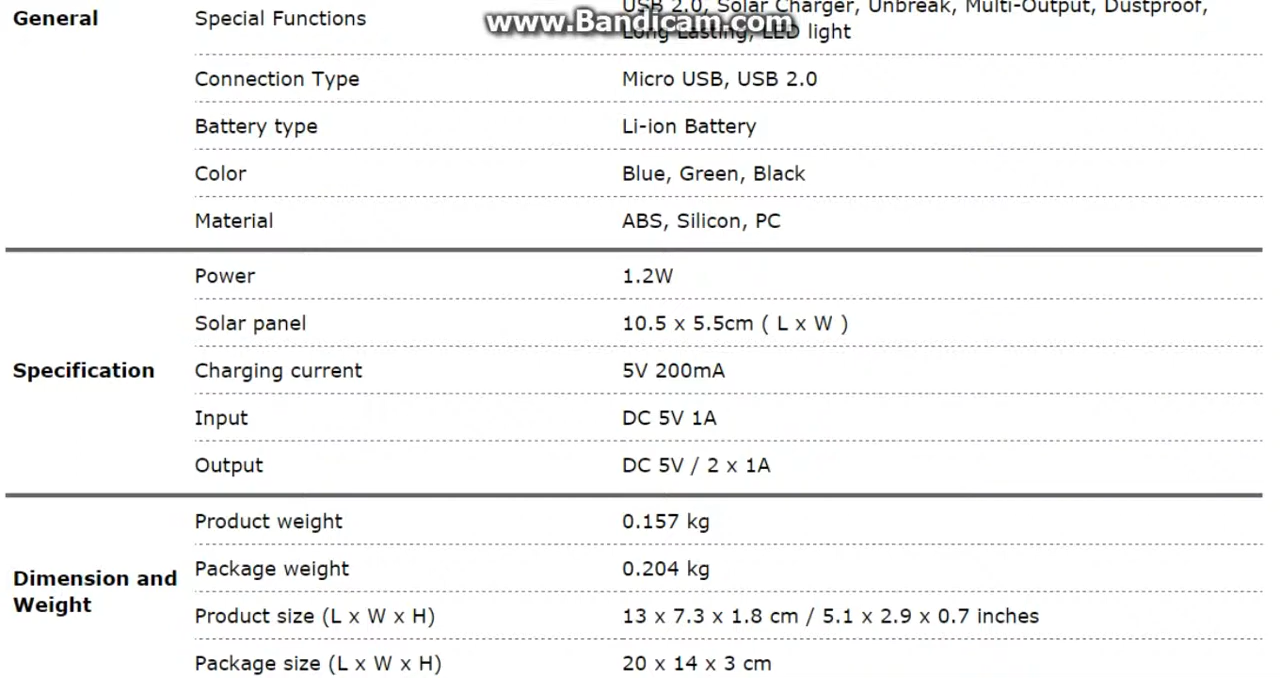 www.Bandicam.com
General Special Functions USB 2.0, Solar Charger, Unbreak, Multi-Output, Dustproof,
Long Lasting, LED light
Connection Type Micro USB, USB 2.0
Battery type Li-ion Battery
Color Blue, Green, Black
Material ABS, Silicon, PC
Power 1.2W
Solar panel 10.5 x 5.5cm ( L x W )
Specification Charging current 5V 200mA
Input DC 5V 1A
Output DC 5V / 2 x 1A
Product weight 0.157 kg
Dimension and
Weight
Package weight 0.204 kg
Product size (L x W x H) 13 x 7.3 x 1.8 cm / 5.1 x 2.9 x 0.7 inches
Package size (L x W x H) 20 x 14 x 3 cm